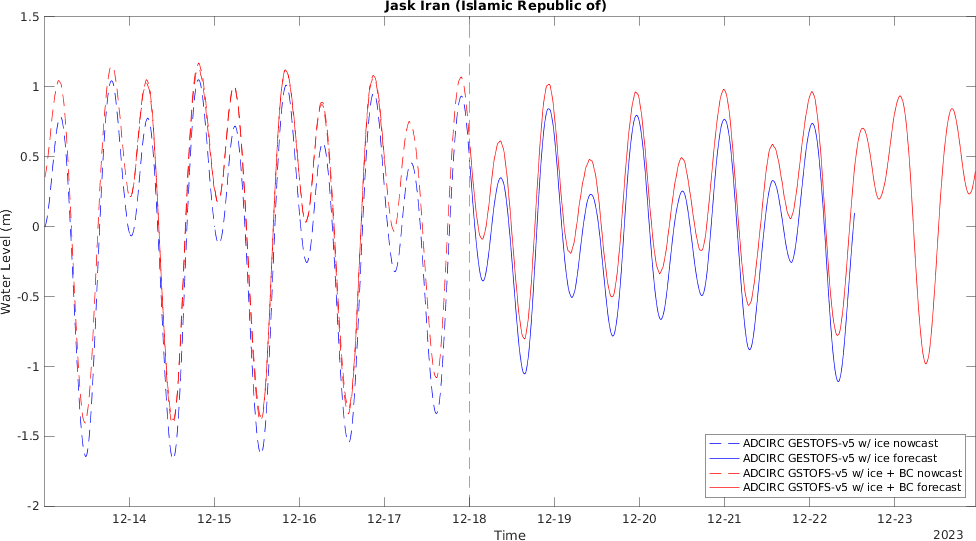 Jask Iran (Islamic Republic of)
1.5
1
0.5
0
-0.5
-1
-1.5
-2
Water Level (m)
ADCIRC GESTOFS-v5 w/ ice nowcast
ADCIRC GESTOFS-v5 w/ ice forecast
ADCIRC GSTOFS-v5 w/ ice + BC nowcast
ADCIRC GSTOFS-v5 w/ ice + BC forecast
12-14 12-15 12-16 12-17 12-18 12-19 12-20 12-21 12-22 12-23
Time
2023